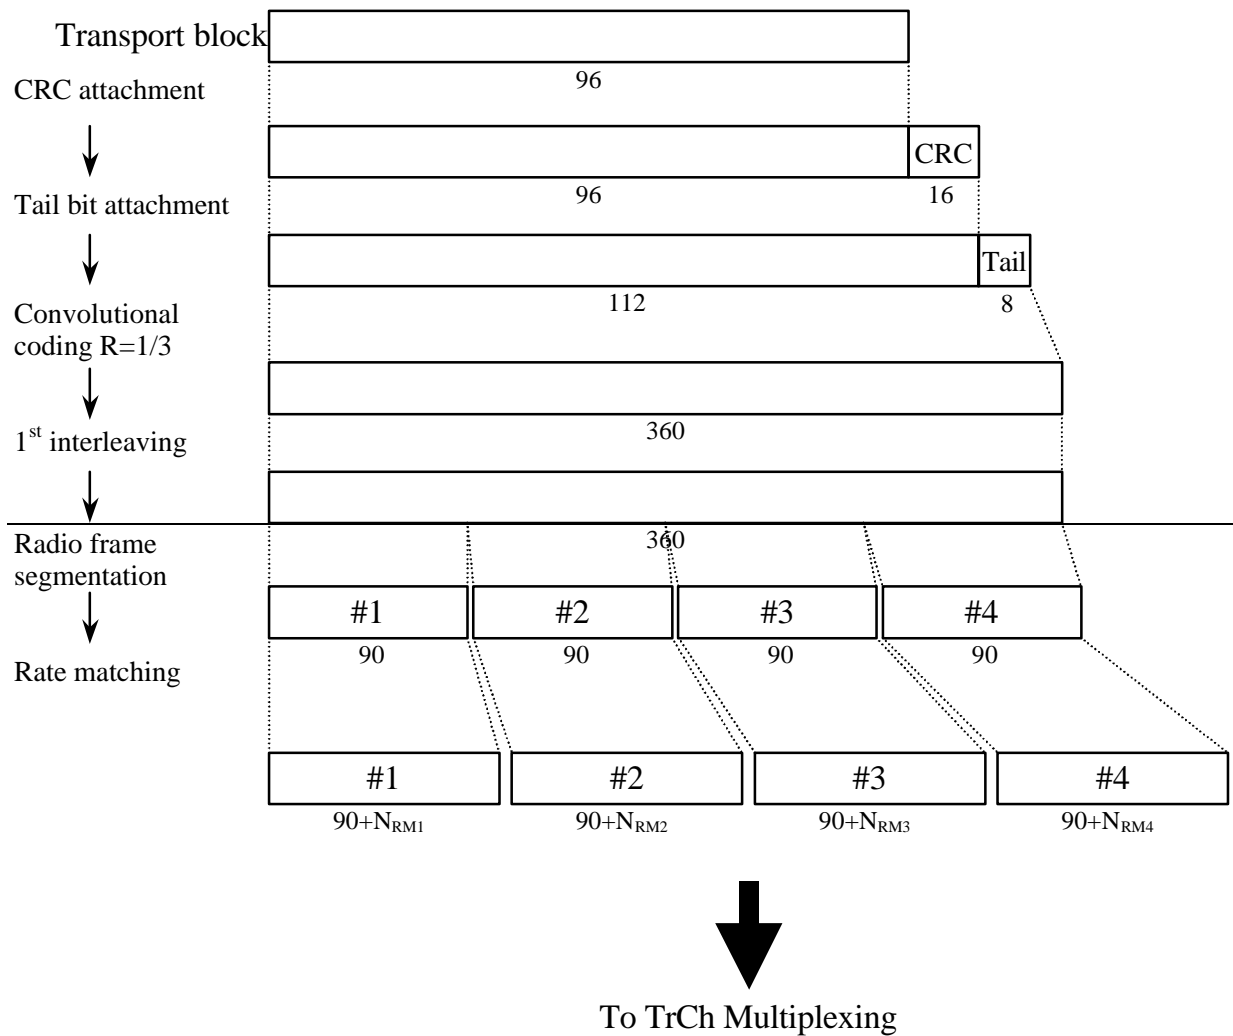 Transport block
96
CRC attachment
CRC
96 16
Tail bit attachment
Tail
112 8
Convolutional
coding R=1/3
360
1st interleaving
360
Radio frame
segmentation
#1 #2 #3 #4
90 90 90 90
Rate matching
#1 #2 #3 #4
90+NRM1 90+NRM2 90+NRM3 90+NRM4
To TrCh Multiplexing